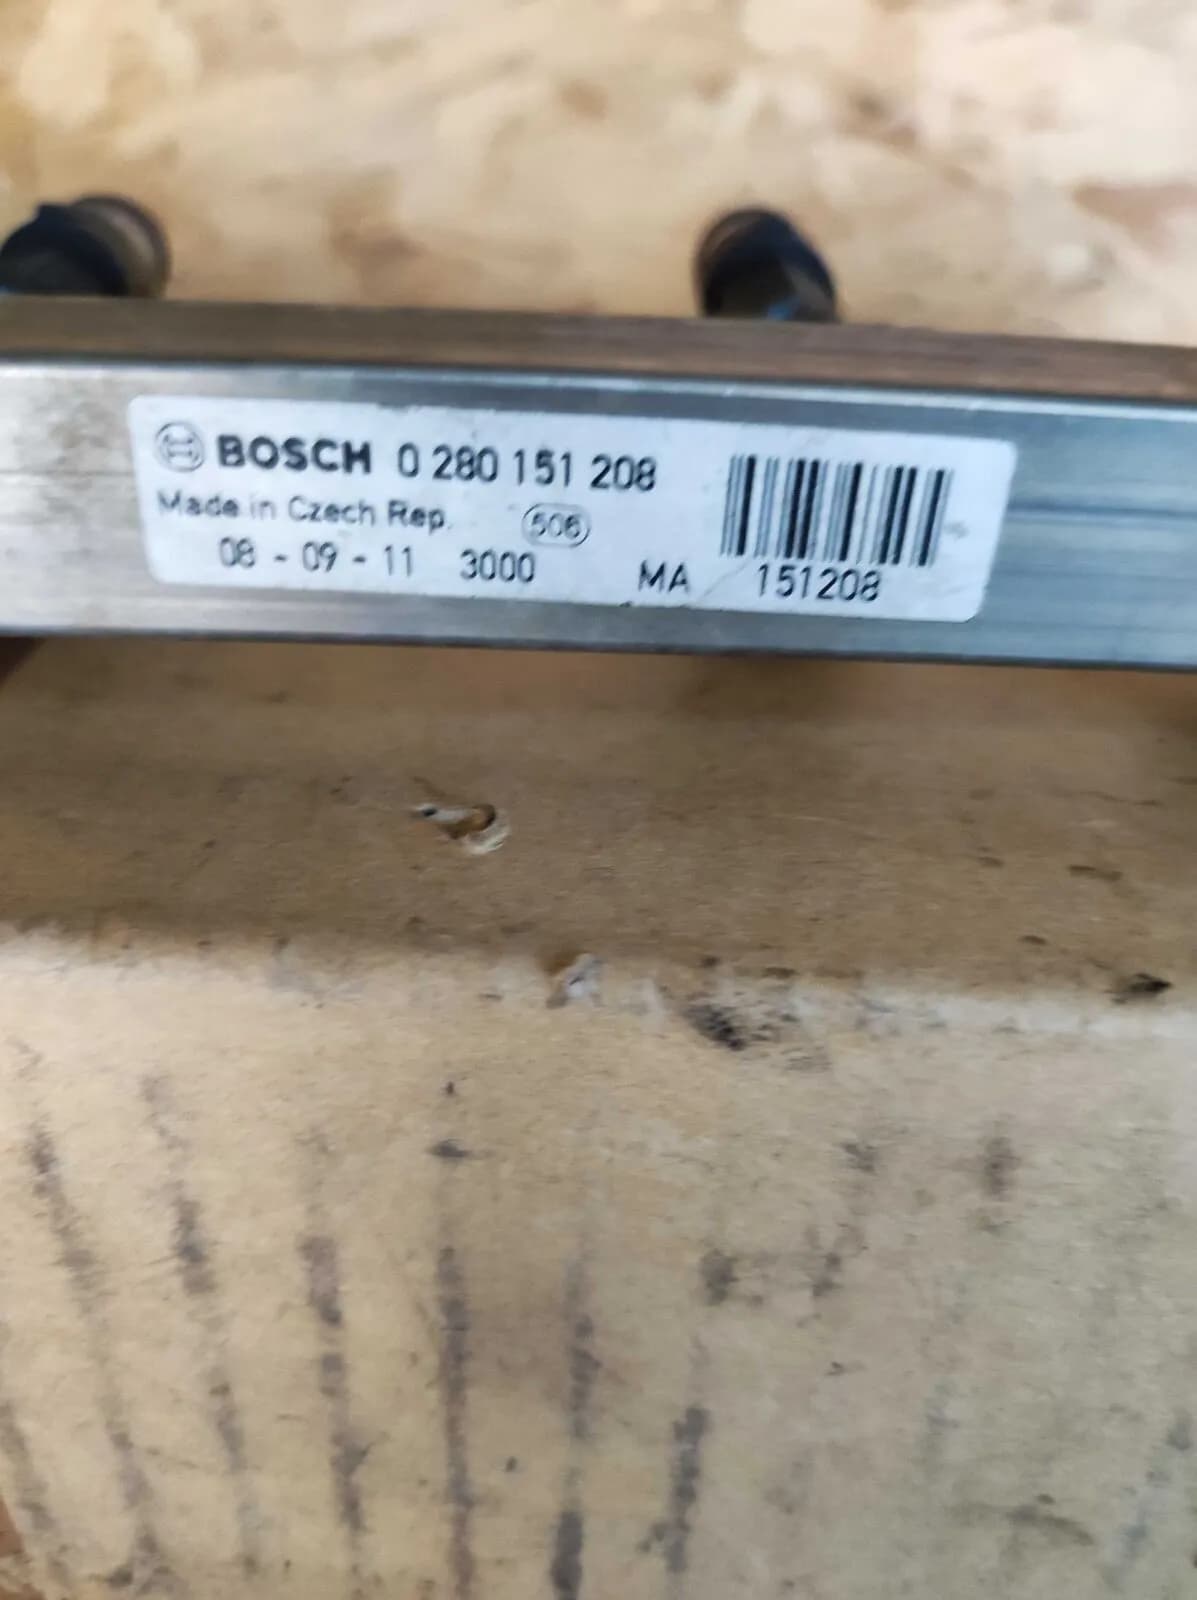 BOSCH 0 280 151 208
Made in Czech Rep. 506
08 - 09 - 11 3000 MA 151208